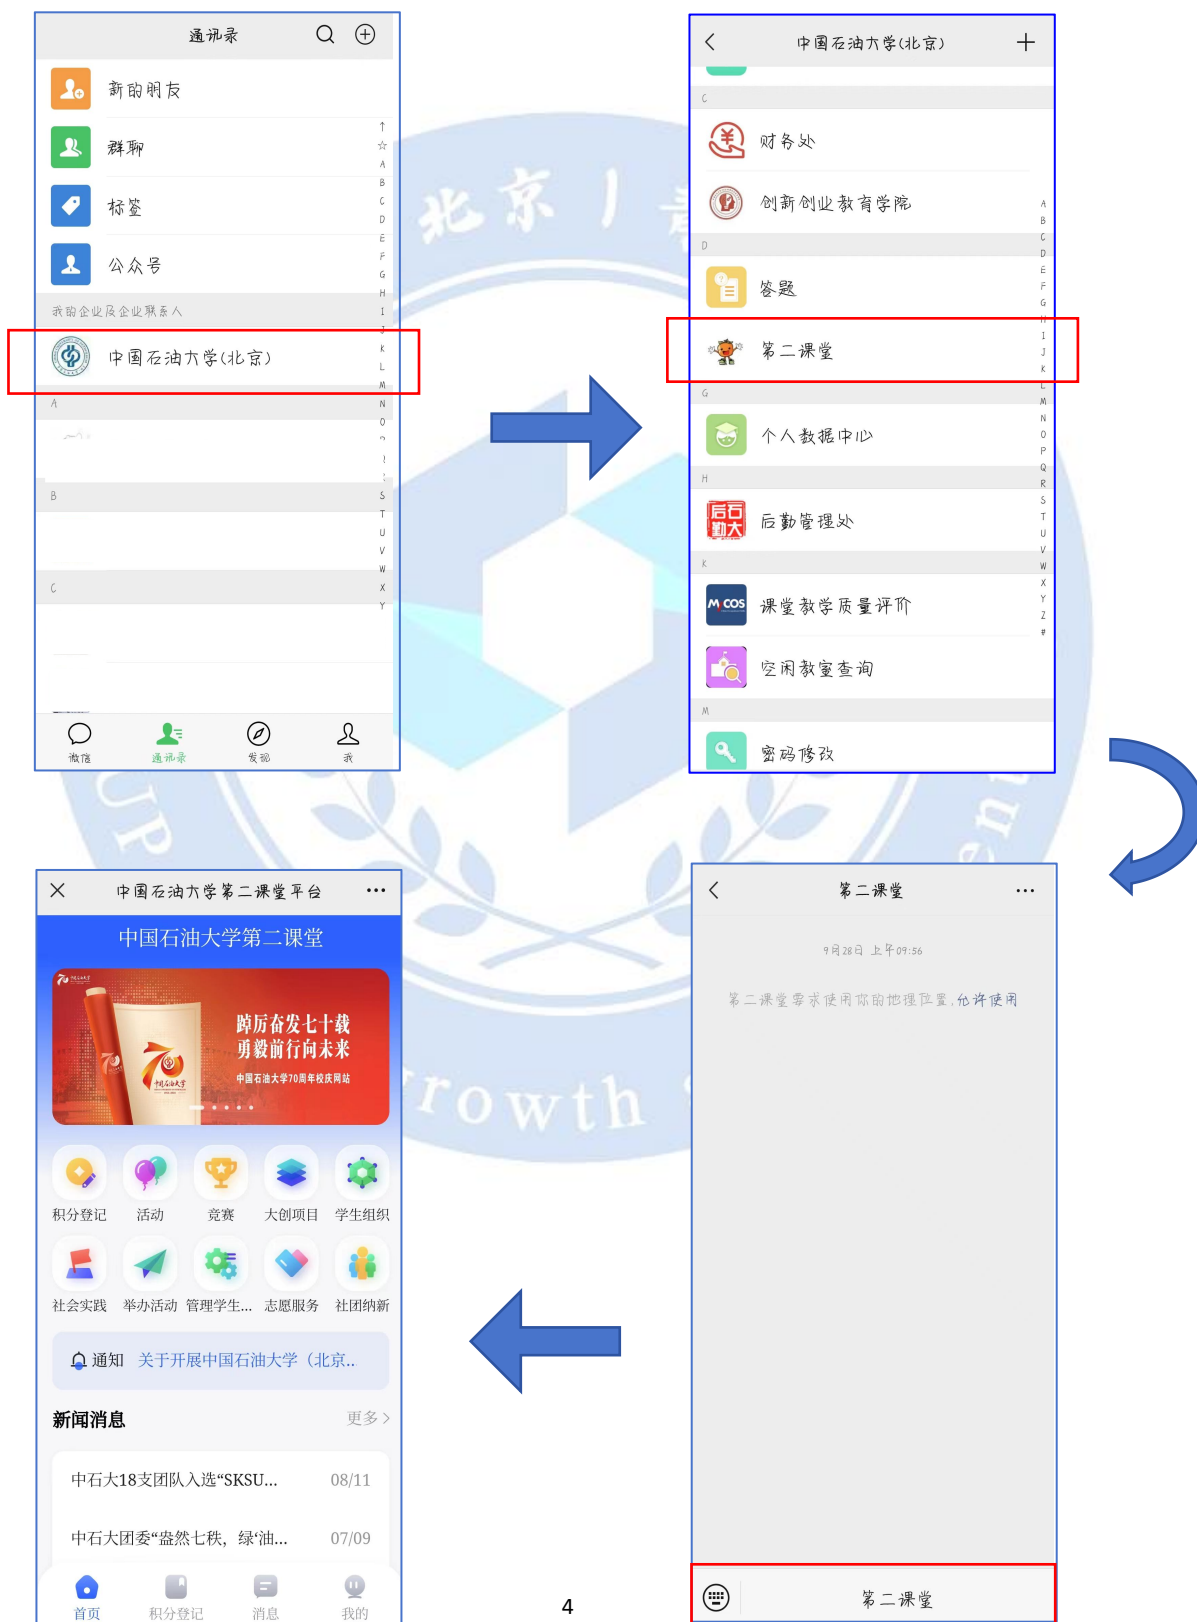 通讯录
新的朋友
群聊
标签
公众号
我的企业及企业联系人
中国石油大学(北京)
A
B
C
↑
☆
A
B
C
D
E
F
G
H
I
J
K
L
M
N
O
S
T
U
V
W
X
Y
微信
通讯录
发现
我
中国石油大学(北京)
C
财务处
创新创业教育学院
D
答题
第二课堂
G
个人数据中心
H
后石
勤大
后勤管理处
K
MyCOS
课堂教学质量评价
空闲教室查询
M
密码修改
A
B
C
D
E
F
G
H
I
J
K
L
M
N
O
P
Q
R
S
T
U
V
W
X
Y
Z
#
第二课堂
9月28日 上午09:56
第二课堂要求使用你的地理位置,允许使用
第二课堂
中国石油大学第二课堂平台
中国石油大学第二课堂
踔厉奋发七十载
勇毅前行向未来
中国石油大学70周年校庆网站
积分登记 活动 竞赛 大创项目 学生组织
社会实践 举办活动 管理学生... 志愿服务 社团纳新
通知 关于开展中国石油大学（北京..
新闻消息 更多
中石大18支团队入选“SKSU... 08/11
中石大团委“盎然七秩，绿‘油... 07/09
首页 积分登记 消息 我的
北京
UP
rowth
ent
4